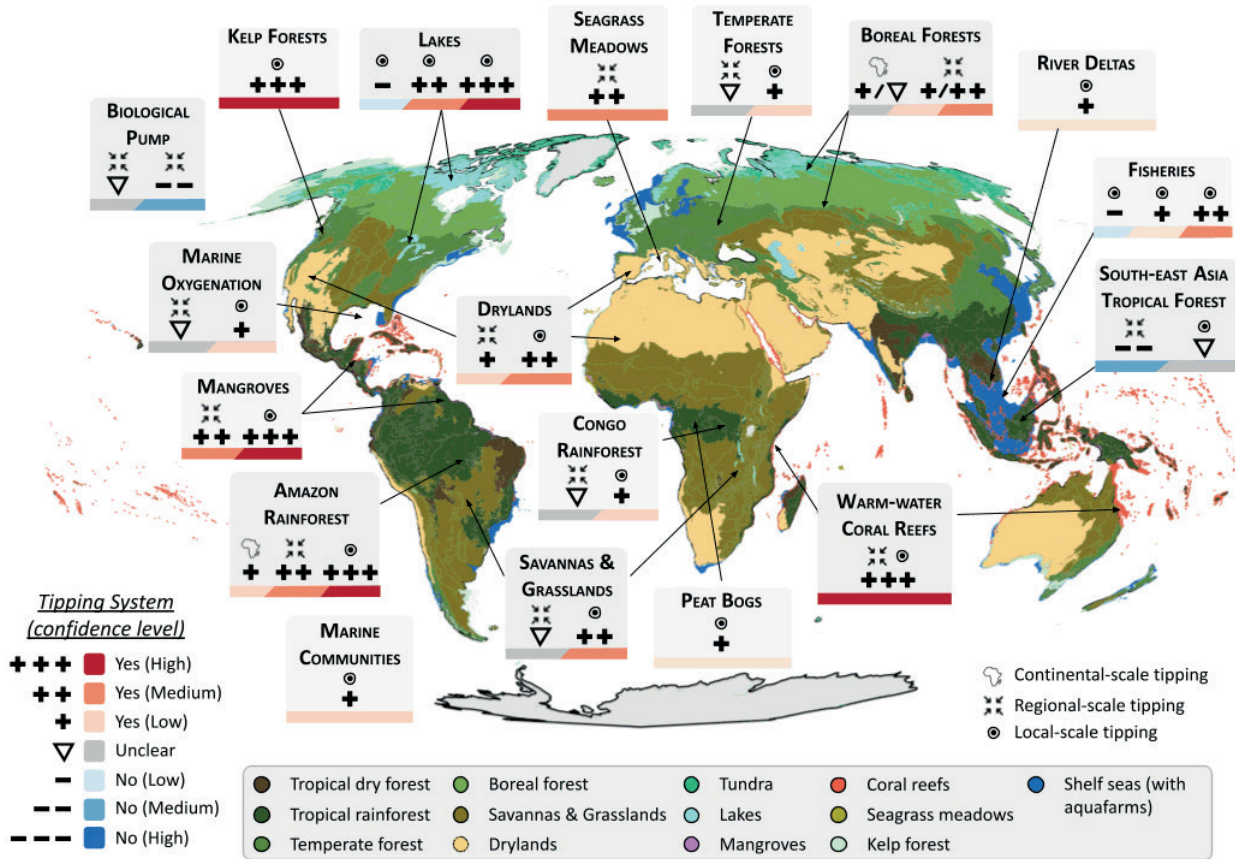 KELP FORESTS
+++
LAKES
− ++ +++
SEAGRASS
MEADOWS
++
TEMPERATE
FORESTS
▽ +
BOREAL FORESTS
+/▽ +/++
RIVER DELTAS
+
BIOLOGICAL
PUMP
▽ −−
FISHERIES
− + ++
MARINE
OXYGENATION
▽ +
DRYLANDS
+ ++
SOUTH-EAST ASIA
TROPICAL FOREST
−− ▽
MANGROVES
++ +++
CONGO
RAINFOREST
▽ +
AMAZON
RAINFOREST
+ ++ +++
WARM-WATER
CORAL REEFS
+++
SAVANNAS &
GRASSLANDS
▽ ++
PEAT BOGS
+
MARINE
COMMUNITIES
+
Tipping System
(confidence level)
+++ Yes (High)
++ Yes (Medium)
+ Yes (Low)
▽ Unclear
− No (Low)
−− No (Medium)
−−− No (High)
Continental-scale tipping
Regional-scale tipping
Local-scale tipping
Tropical dry forest
Tropical rainforest
Temperate forest
Boreal forest
Savannas & Grasslands
Drylands
Tundra
Lakes
Mangroves
Coral reefs
Seagrass meadows
Kelp forest
Shelf seas (with
aquafarms)